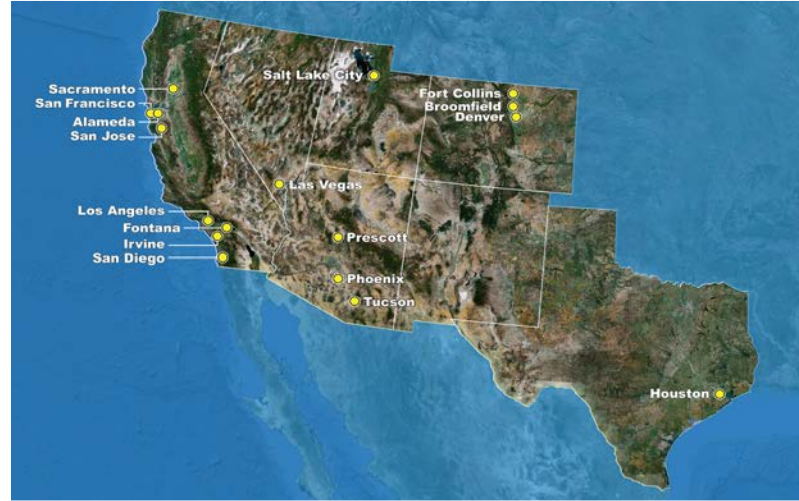 Salt Lake City
Sacramento
Fort Collins
San Francisco
Broomfield
Denver
Alameda
San Jose
Las Vegas
Los Angeles
Fontana
Prescott
Irvine
San Diego
Phoenix
Tucson
Houston